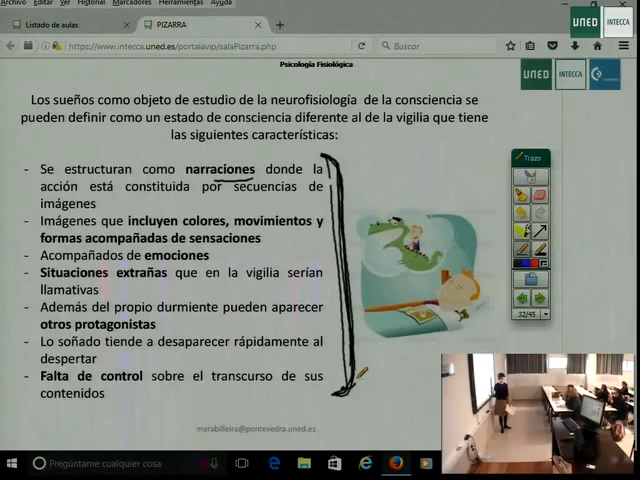 Archivo Editar Ver Historial Marcadores Herramientas Ayuda
Listado de aulas
PIZARRA
https://www.intecca.uned.es/portalavip/salaPizarra.php
Buscar
UNED INTECCA
Psicología Fisiológica
UNED INTECCA
Los sueños como objeto de estudio de la neurofisiología de la consciencia se
pueden definir como un estado de consciencia diferente al de la vigilia que tiene
las siguientes características:
- Se estructuran como narraciones donde la
acción está constituida por secuencias de
imágenes
- Imágenes que incluyen colores, movimientos y
formas acompañadas de sensaciones
- Acompañados de emociones
- Situaciones extrañas que en la vigilia serían
llamativas
- Además del propio durmiente pueden aparecer
otros protagonistas
- Lo soñado tiende a desaparecer rápidamente al
despertar
- Falta de control sobre el transcurso de sus
contenidos
Trazo
32/45
marabilleira@pontevedra.uned.es
Pregúntame cualquier cosa